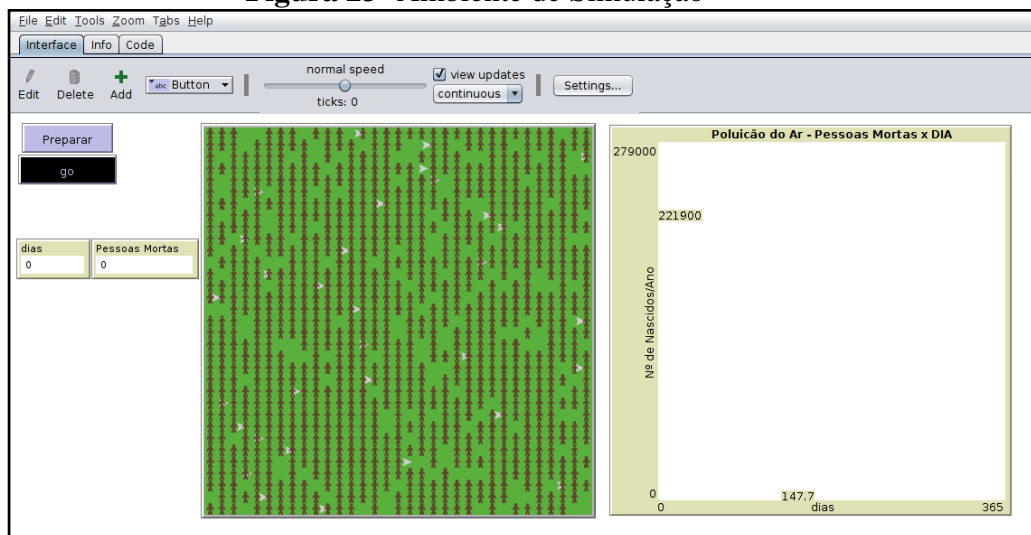 Figura 23 - Ambiente de Simulação
File Edit Tools Zoom Tabs Help
Interface Info Code
Edit Delete Add abc Button normal speed ticks: 0 view updates continuous Settings...
Preparar
go
dias Pessoas Mortas
0 0
Poluicão do Ar - Pessoas Mortas x DIA
279000
221900
Nº de Nascidos/Ano
0
147.7
0 dias 365